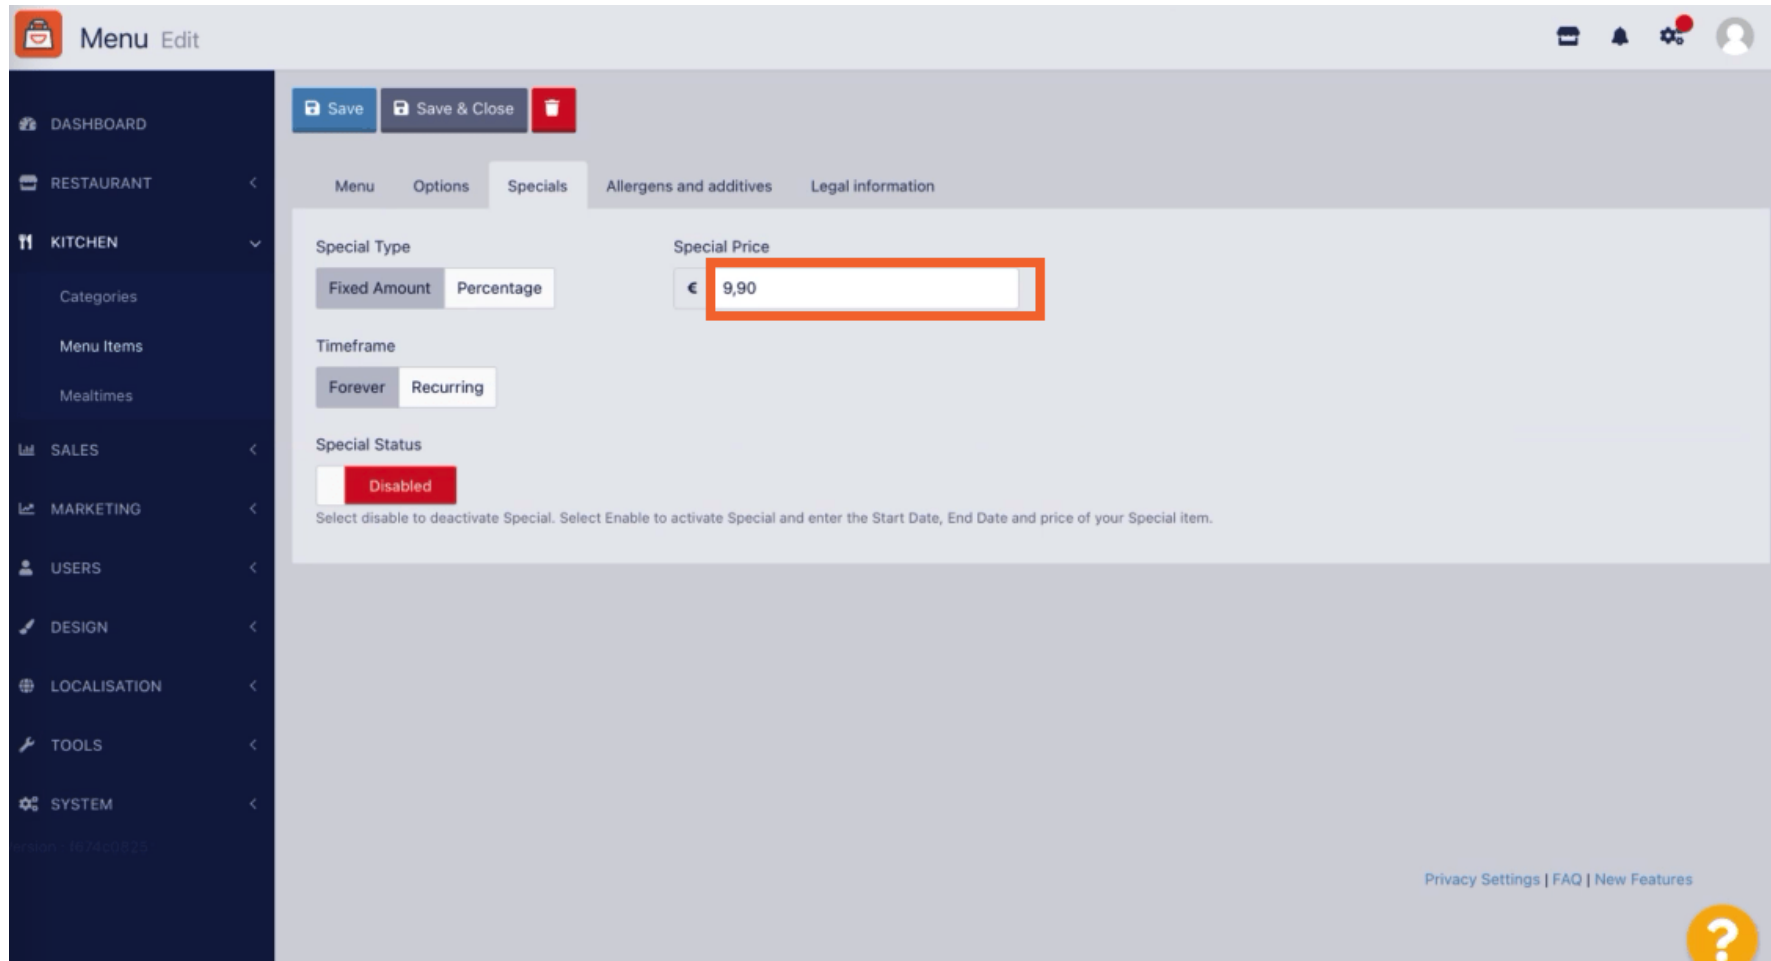 Menu Edit
Save
Save & Close
DASHBOARD
RESTAURANT
KITCHEN
Categories
Menu Items
Mealtimes
SALES
MARKETING
USERS
DESIGN
LOCALISATION
TOOLS
SYSTEM
Menu Options Specials Allergens and additives Legal information
Special Type
Fixed Amount Percentage
Special Price
€ 9,90
Timeframe
Forever Recurring
Special Status
Disabled
Select disable to deactivate Special. Select Enable to activate Special and enter the Start Date, End Date and price of your Special item.
Privacy Settings | FAQ | New Features
?